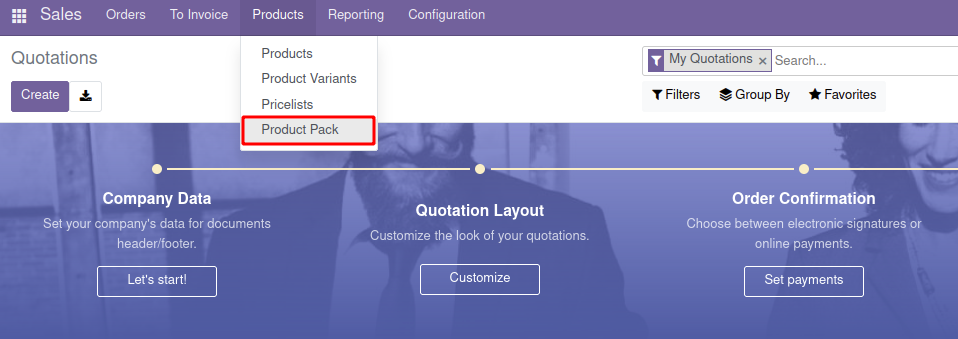 Sales Orders To Invoice Products Reporting Configuration
Quotations
Create
Products
Product Variants
Pricelists
Product Pack
My Quotations × Search...
Filters Group By Favorites
Company Data
Set your company's data for documents
header/footer.
Let's start!
Quotation Layout
Customize the look of your quotations.
Customize
Order Confirmation
Choose between electronic signatures or
online payments.
Set payments